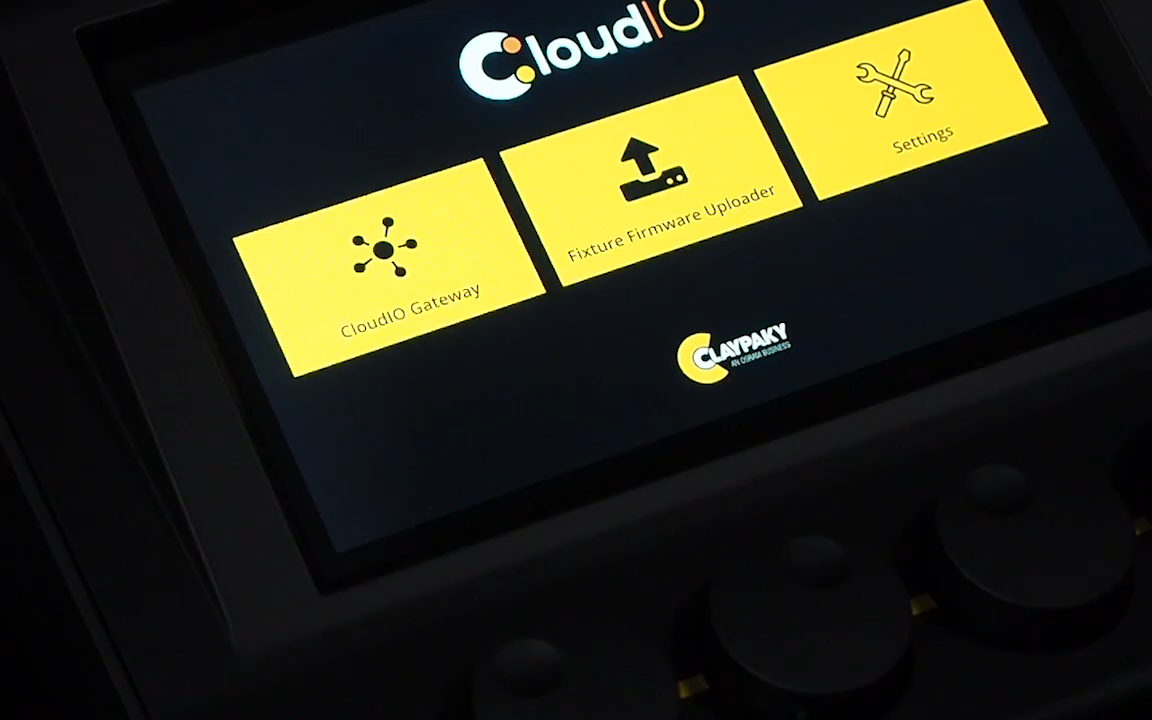 CloudIO
CloudIO Gateway
Fixture Firmware Uploader
Settings
CLAYPAKY
AN OSRAM BUSINESS